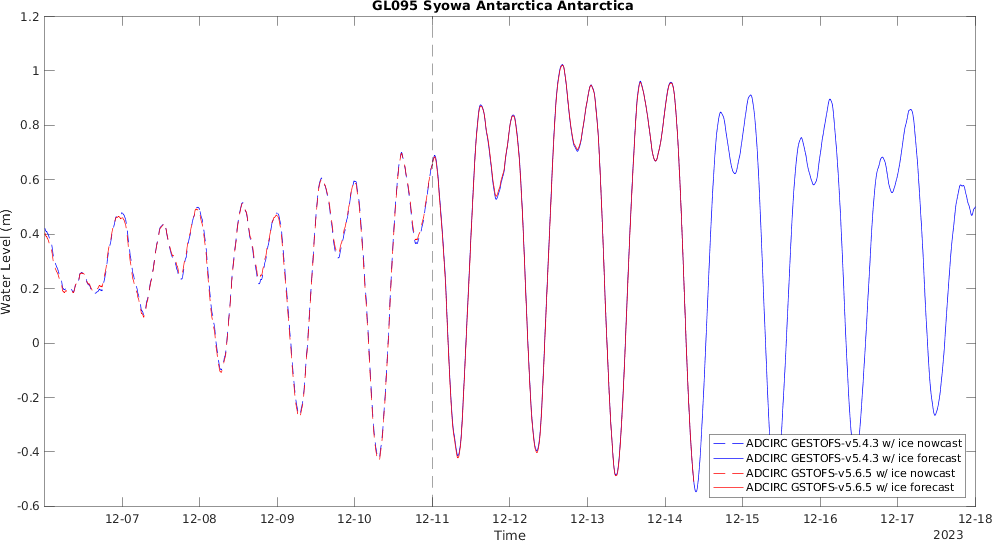 GL095 Syowa Antarctica Antarctica
1.2
1
0.8
0.6
0.4
0.2
0
-0.2
-0.4
-0.6
Water Level (m)
ADCIRC GESTOFS-v5.4.3 w/ ice nowcast
ADCIRC GESTOFS-v5.4.3 w/ ice forecast
ADCIRC GSTOFS-v5.6.5 w/ ice nowcast
ADCIRC GSTOFS-v5.6.5 w/ ice forecast
12-07 12-08 12-09 12-10 12-11 12-12 12-13 12-14 12-15 12-16 12-17 12-18
Time
2023